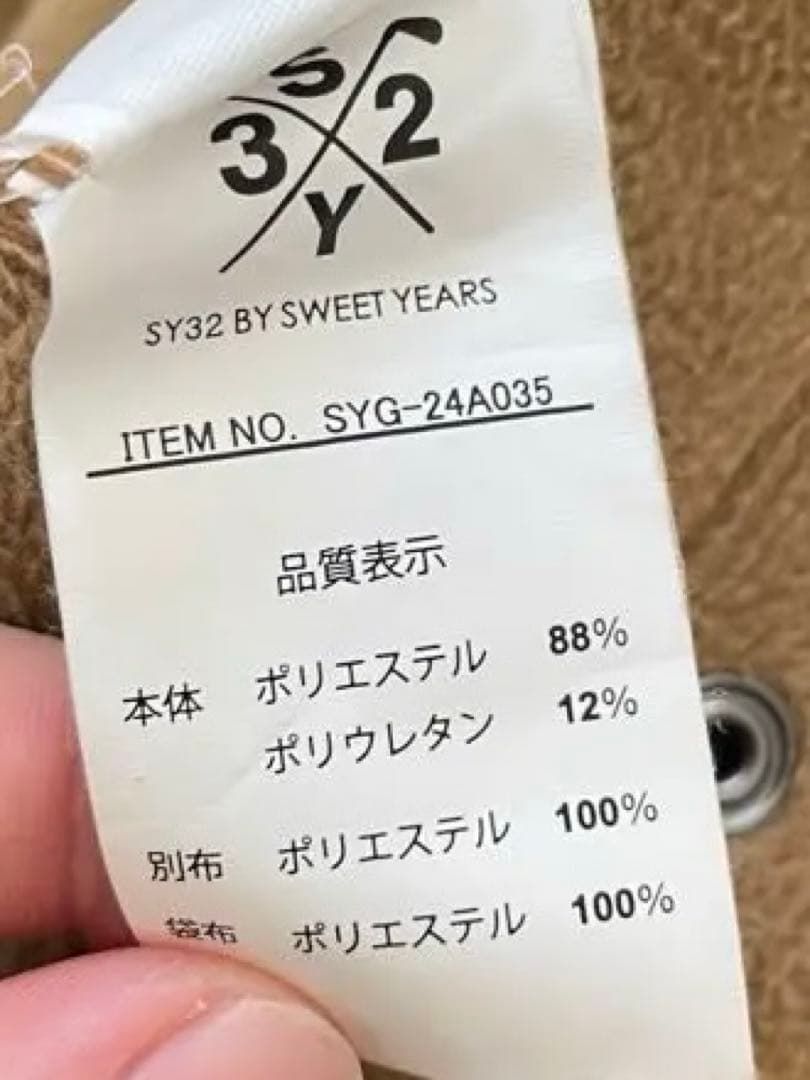 S
3 2
Y
SY32 BY SWEET YEARS
ITEM NO. SYG-24A035
品質表示
本体 ポリエステル 88%
ポリウレタン 12%
別布 ポリエステル 100%
袋布 ポリエステル 100%